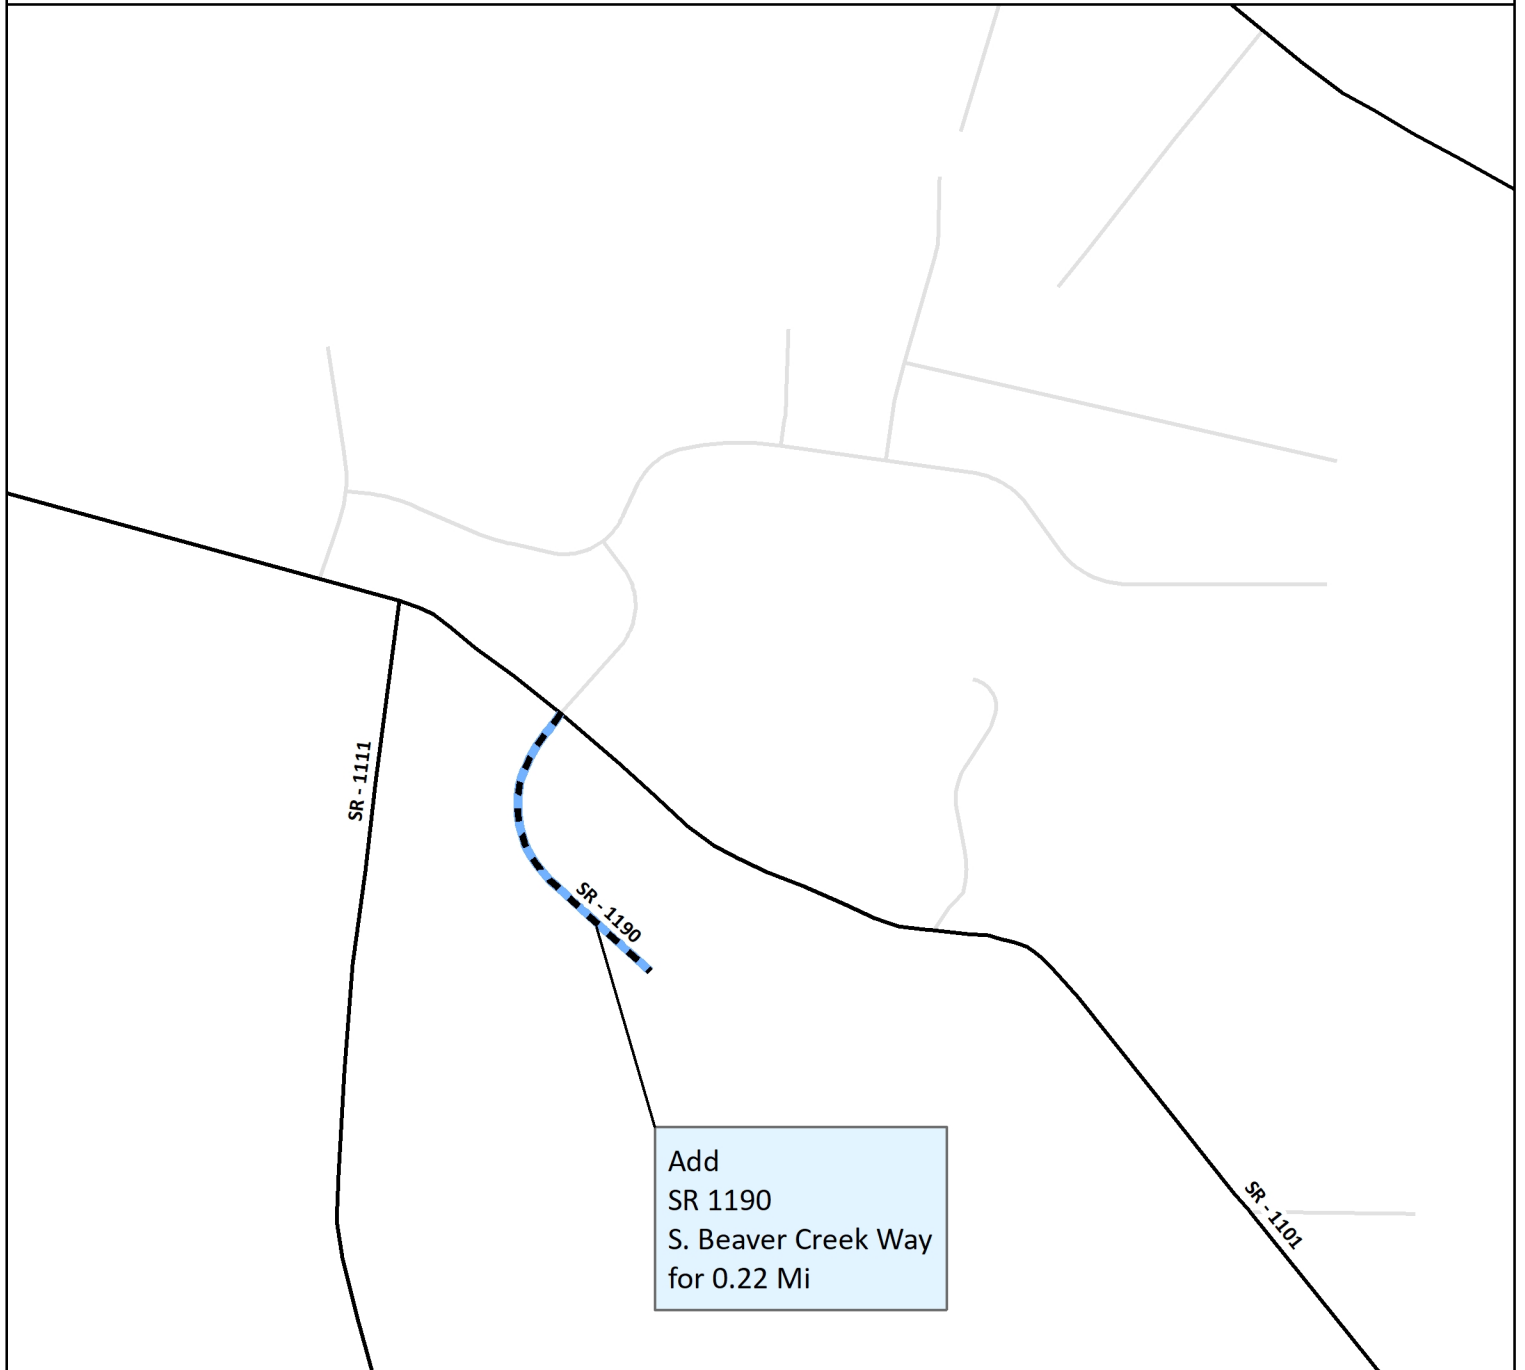 SR - 1111
SR - 1190
Add
SR 1190
S. Beaver Creek Way
for 0.22 Mi
SR - 1101